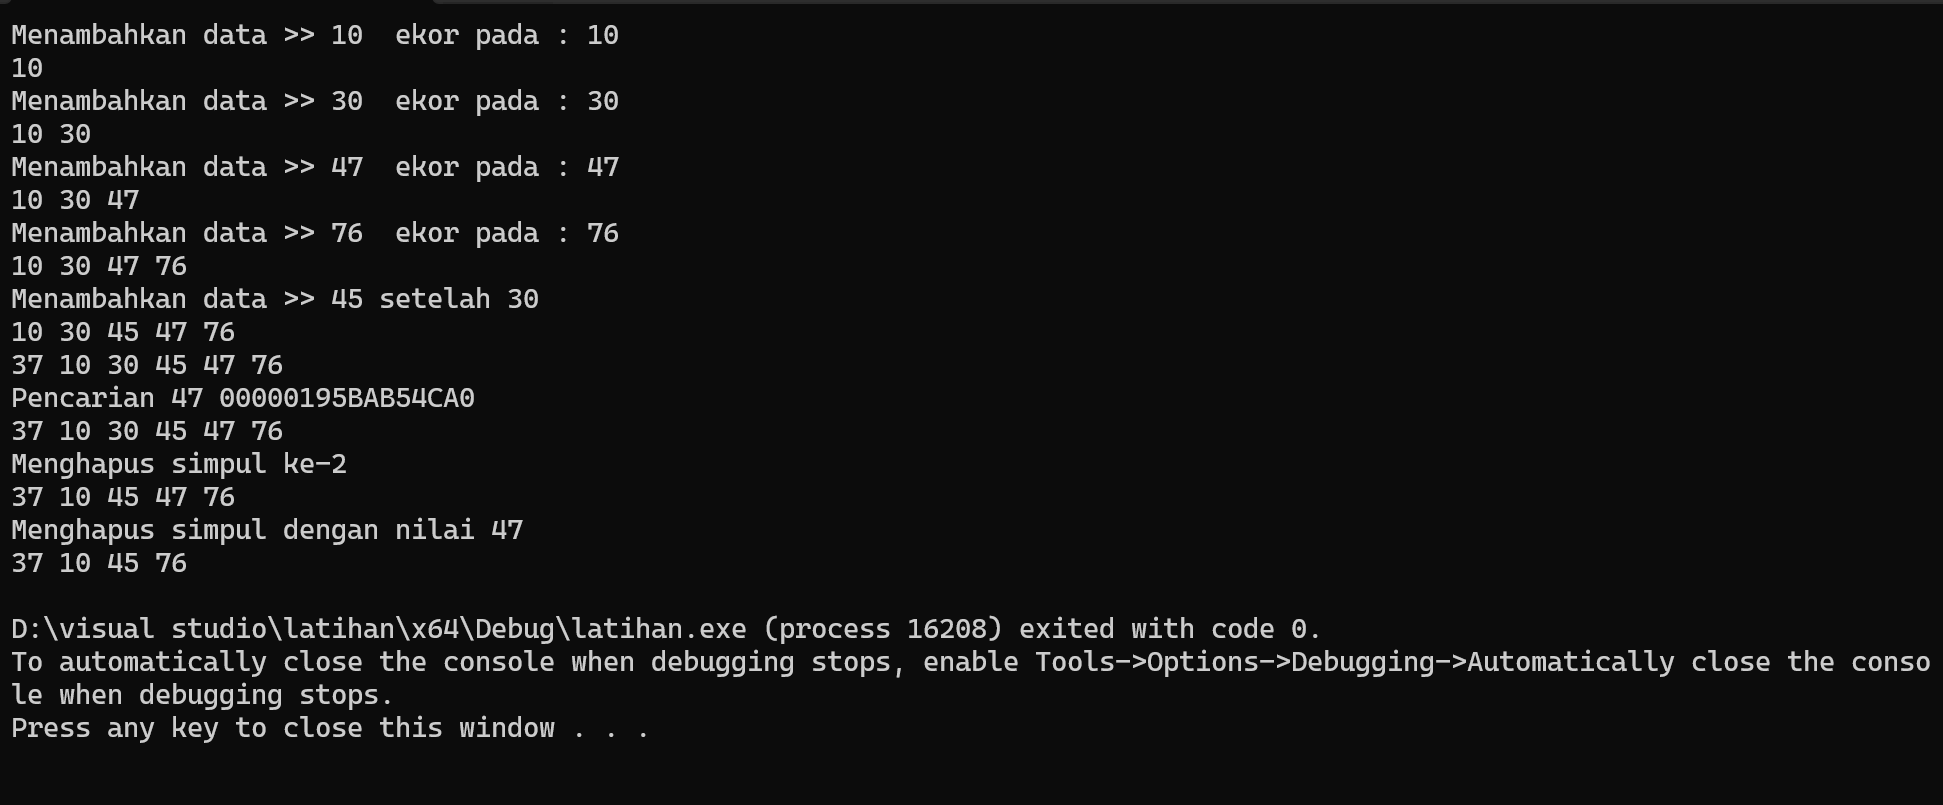 Menambahkan data >> 10  ekor pada : 10
10
Menambahkan data >> 30  ekor pada : 30
10 30
Menambahkan data >> 47  ekor pada : 47
10 30 47
Menambahkan data >> 76  ekor pada : 76
10 30 47 76
Menambahkan data >> 45 setelah 30
10 30 45 47 76
37 10 30 45 47 76
Pencarian 47 00000195BAB54CA0
37 10 30 45 47 76
Menghapus simpul ke-2
37 10 45 47 76
Menghapus simpul dengan nilai 47
37 10 45 76

D:\visual studio\latihan\x64\Debug\latihan.exe (process 16208) exited with code 0.
To automatically close the console when debugging stops, enable Tools->Options->Debugging->Automatically close the conso
le when debugging stops.
Press any key to close this window . . .